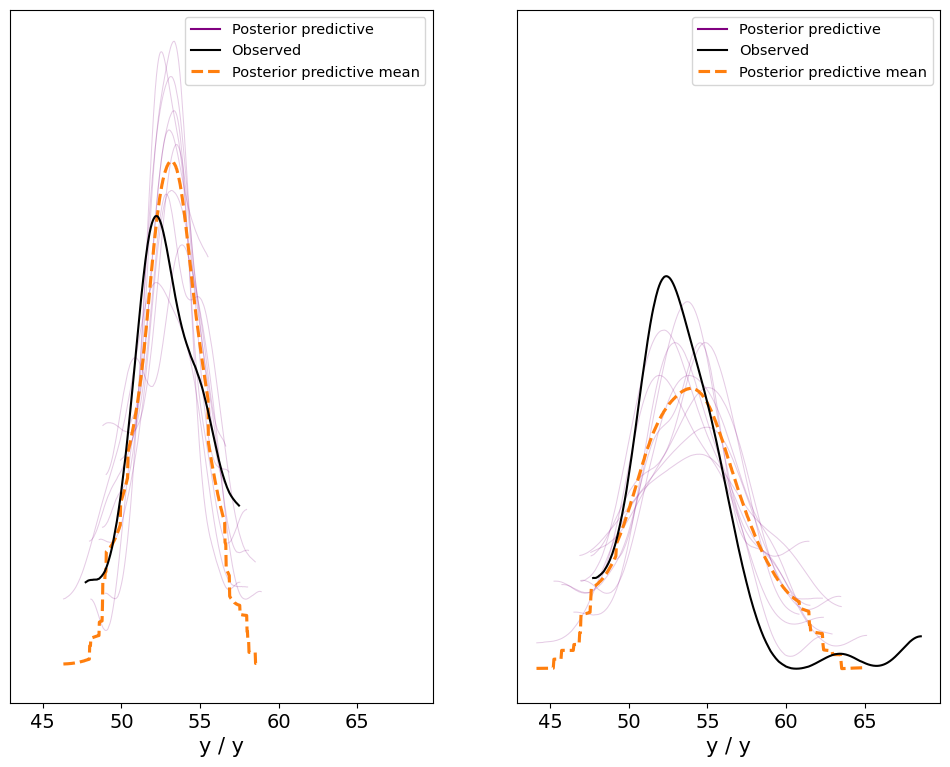 Posterior predictive
Observed
Posterior predictive mean
45 50 55 60 65
y / y
Posterior predictive
Observed
Posterior predictive mean
45 50 55 60 65
y / y